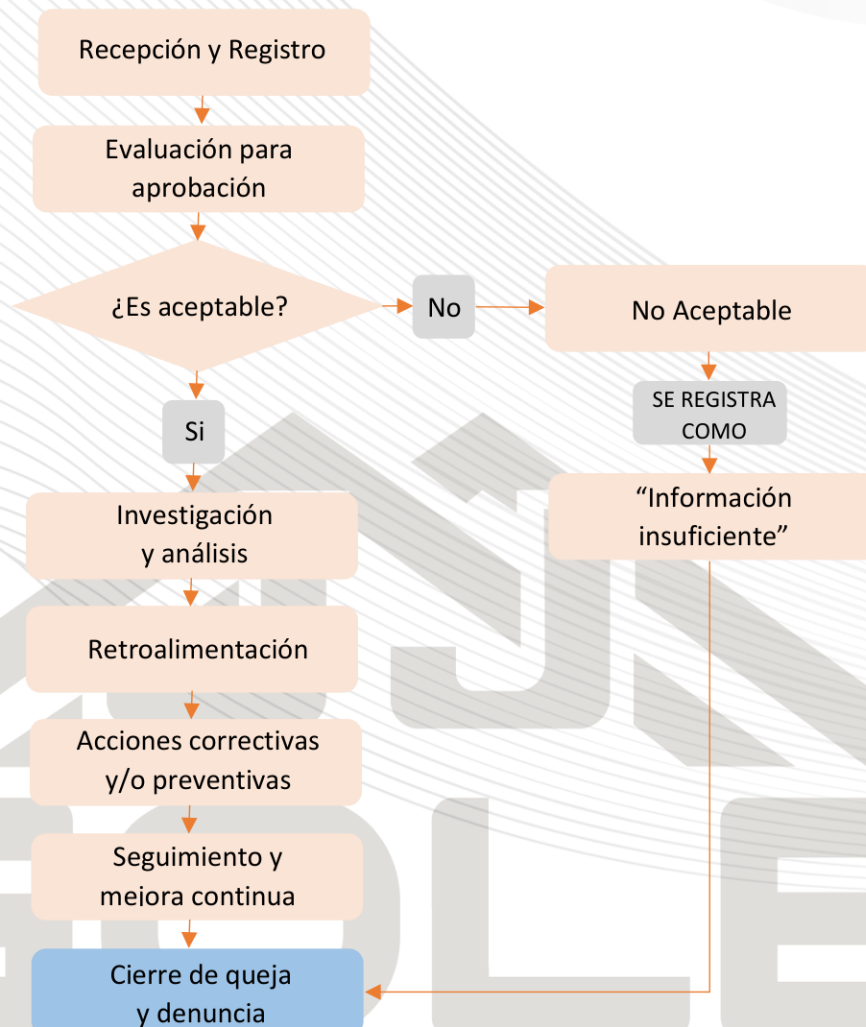 Recepción y Registro
Evaluación para
aprobación
¿Es aceptable?
No
No Aceptable
SE REGISTRA
COMO
“Información
insuficiente”
Si
Investigación
y análisis
Retroalimentación
Acciones correctivas
y/o preventivas
Seguimiento y
mejora continua
Cierre de queja
y denuncia